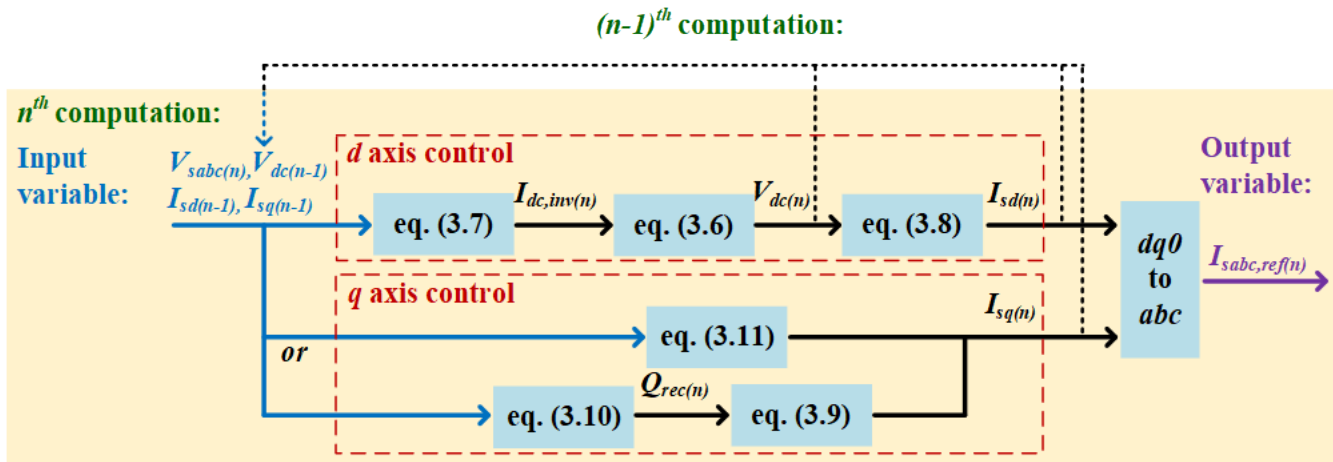 (n-1)th computation:
nth computation:
Input variable:
Vsabc(n),Vdc(n-1)
Isd(n-1),Isq(n-1)
d axis control
eq. (3.7)
Idc,inv(n)
eq. (3.6)
Vdc(n)
eq. (3.8)
Isd(n)
q axis control
or
eq. (3.11)
Isq(n)
eq. (3.10)
Qrec(n)
eq. (3.9)
dq0
to
abc
Output
variable:
Isabc,ref(n)